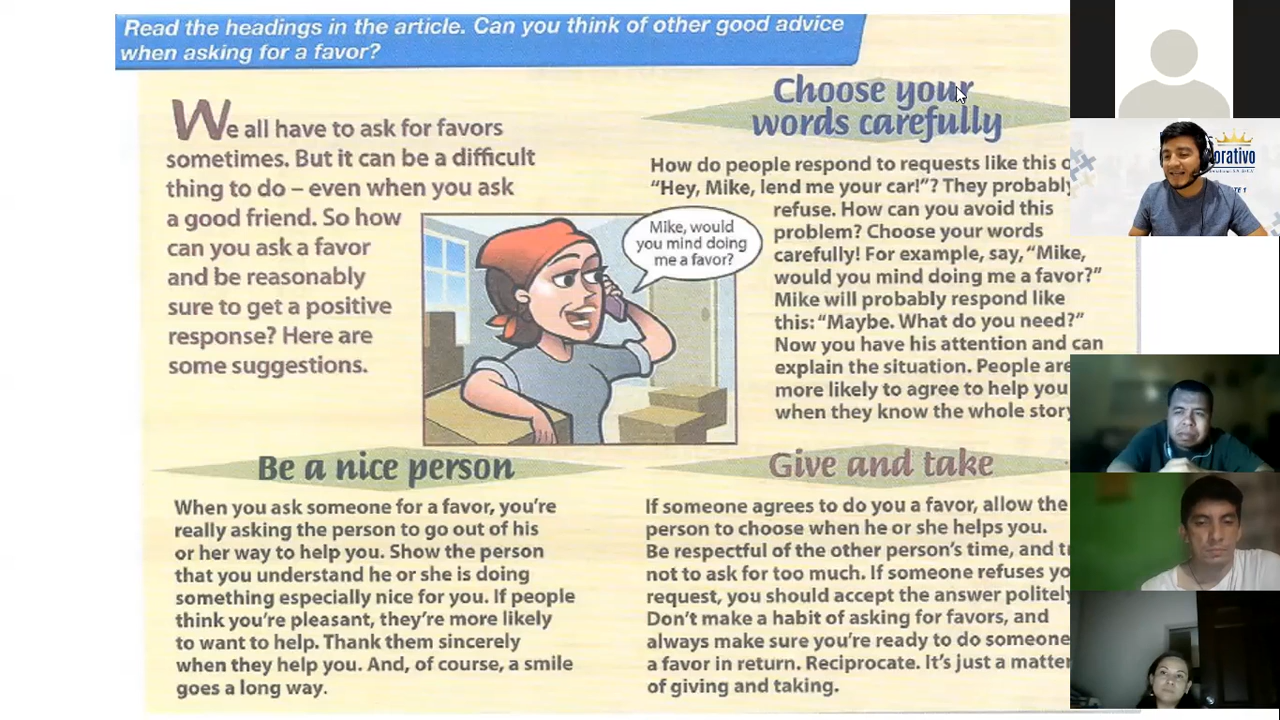 Read the headings in the article. Can you think of other good advice
when asking for a favor?
We all have to ask for favors
sometimes. But it can be a difficult
thing to do – even when you ask
a good friend. So how
can you ask a favor
and be reasonably
sure to get a positive
response? Here are
some suggestions.
Mike, would
you mind doing
me a favor?
Choose your
words carefully
How do people respond to requests like this
“Hey, Mike, lend me your car!”? They probably
refuse. How can you avoid this
problem? Choose your words
carefully! For example, say, “Mike,
would you mind doing me a favor?”
Mike will probably respond like
this: “Maybe. What do you need?”
Now you have his attention and can
explain the situation. People are
more likely to agree to help you
when they know the whole story
Be a nice person
When you ask someone for a favor, you’re
really asking the person to go out of his
or her way to help you. Show the person
that you understand he or she is doing
something especially nice for you. If people
think you’re pleasant, they’re more likely
to want to help. Thank them sincerely
when they help you. And, of course, a smile
goes a long way.
Give and take
If someone agrees to do you a favor, allow the
person to choose when he or she helps you.
Be respectful of the other person’s time, and
not to ask for too much. If someone refuses
request, you should accept the answer politely
Don’t make a habit of asking for favors, and
always make sure you’re ready to do someone
a favor in return. Reciprocate. It’s just a matter
of giving and taking.
orativo